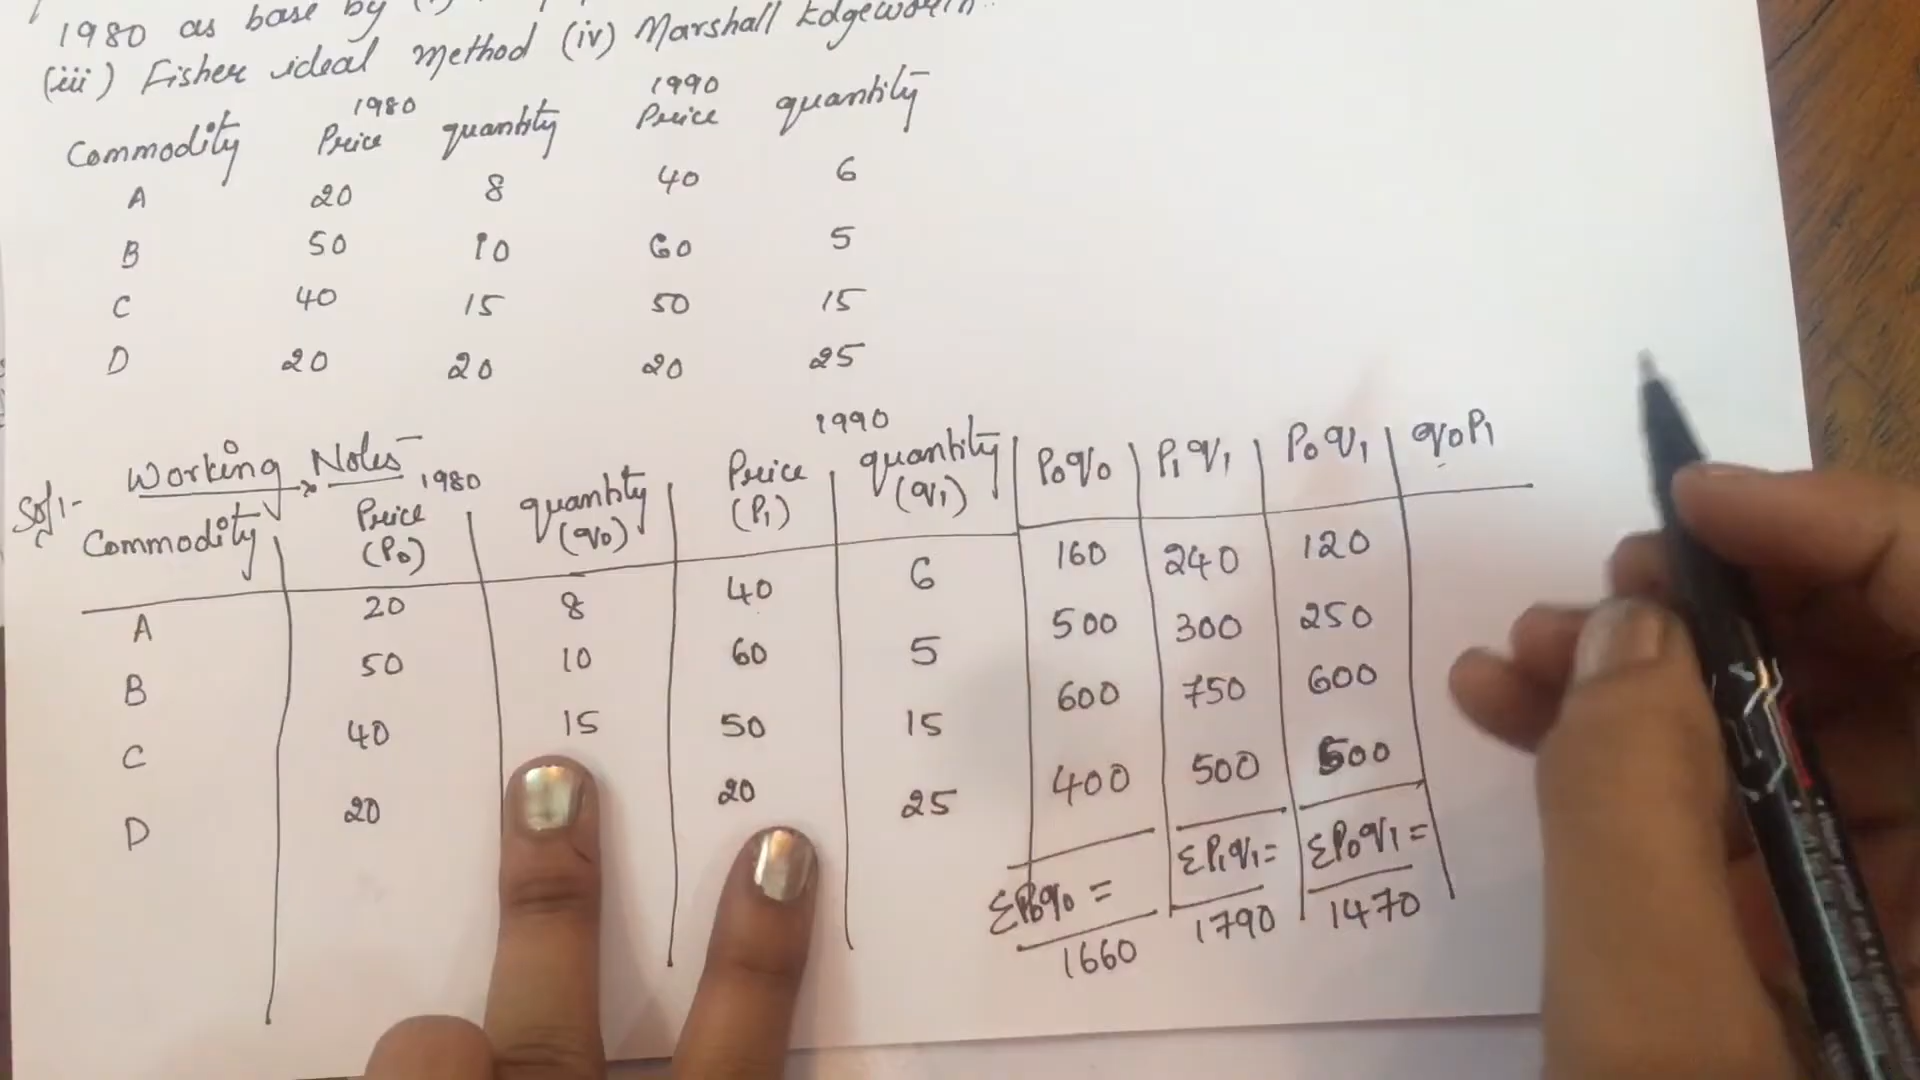 1980 as base by
(iii) Fisher ideal method (iv) Marshall Edgeworth
1980 1990
Commodity Price quantity Price quantity
A 20 8 40 6
B 50 10 60 5
C 40 15 50 15
D 20 20 20 25
Sol:- Working Notes
1980 1990
Commodity Price (P0) quantity (q0) Price (P1) quantity (q1) P0q0 P1q1 P0q1 q0P1
A 20 8 40 6 160 240 120
B 50 10 60 5 500 300 250
C 40 15 50 15 600 750 600
D 20 20 25 400 500 500
ΣP0q0 = ΣP1q1= ΣP0q1=
1660 1790 1470